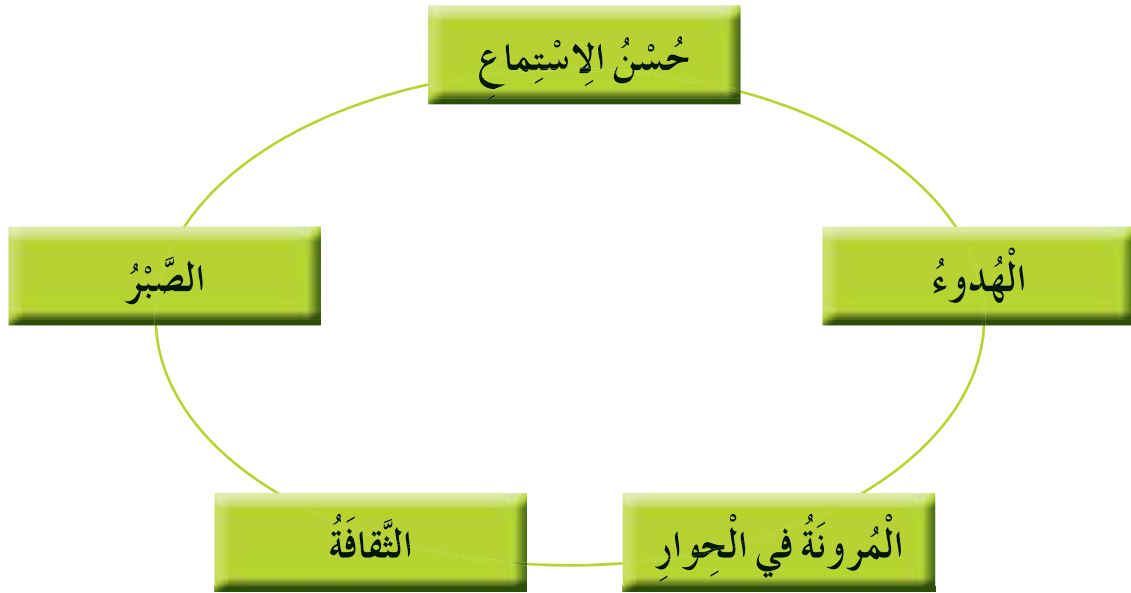 حُسْنُ الِاسْتِماعِ
الْهُدوءُ
الصَّبْرُ
الْمُرونَةُ في الْحِوارِ
الثَّقافَةُ